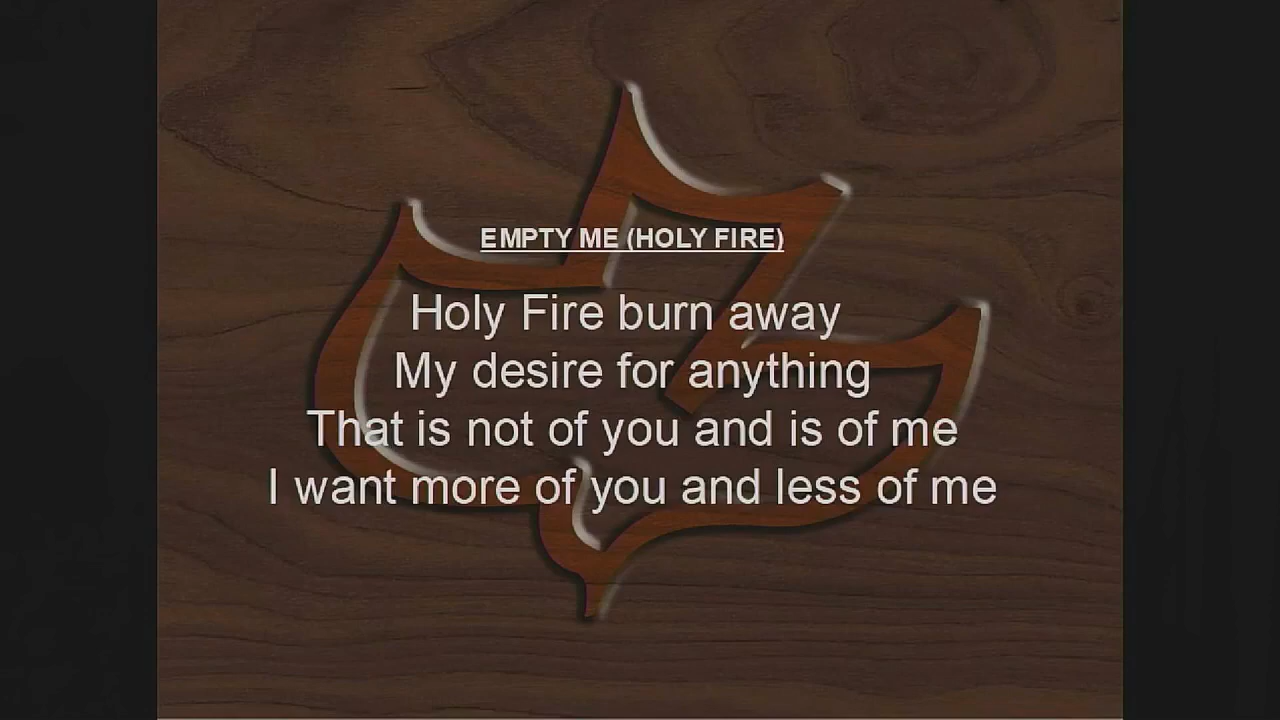 EMPTY ME (HOLY FIRE)
Holy Fire burn away
My desire for anything
That is not of you and is of me
I want more of you and less of me